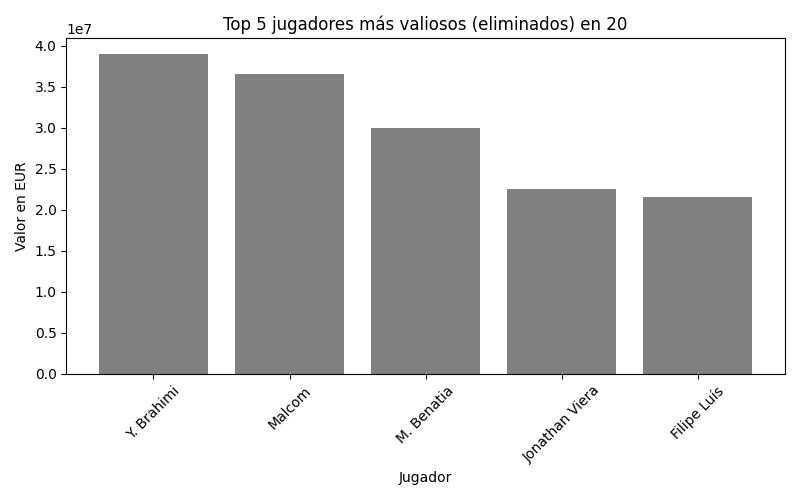 Top 5 jugadores más valiosos (eliminados) en 20
1e7
4.0
3.5
3.0
2.5
2.0
1.5
1.0
0.5
0.0
Valor en EUR
Y. Brahimi
Malcom
M. Benatia
Jonathan Viera
Filipe Luís
Jugador